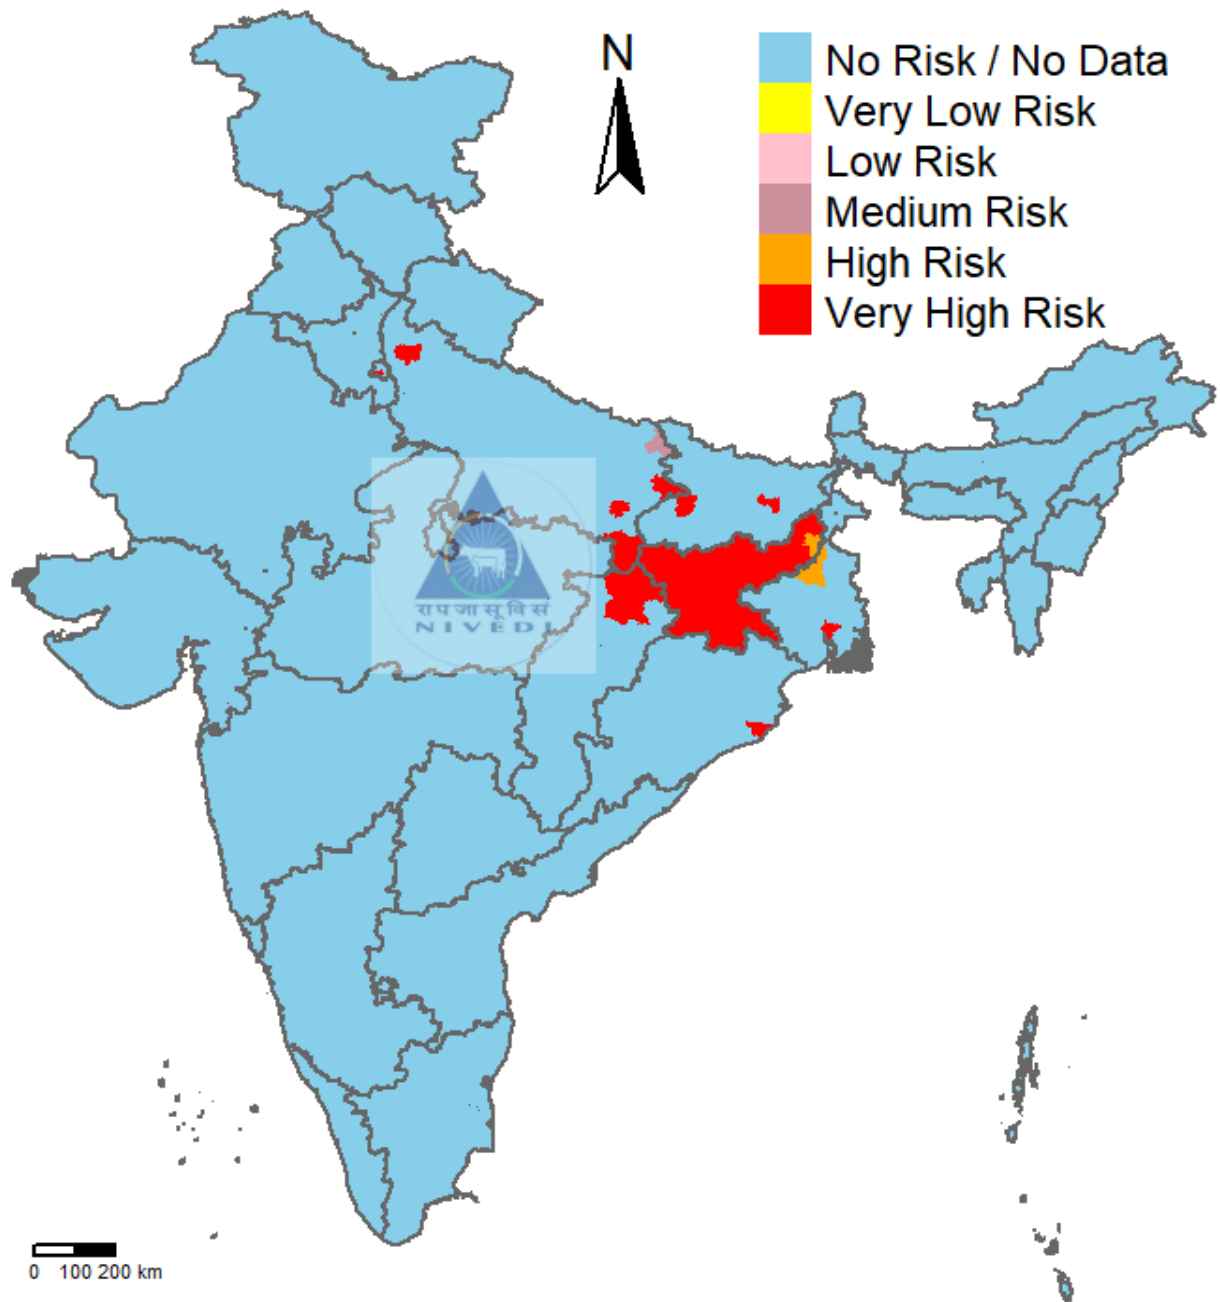 N
No Risk / No Data
Very Low Risk
Low Risk
Medium Risk
High Risk
Very High Risk
रापजासूविसं
NIVEDI
0 100 200 km